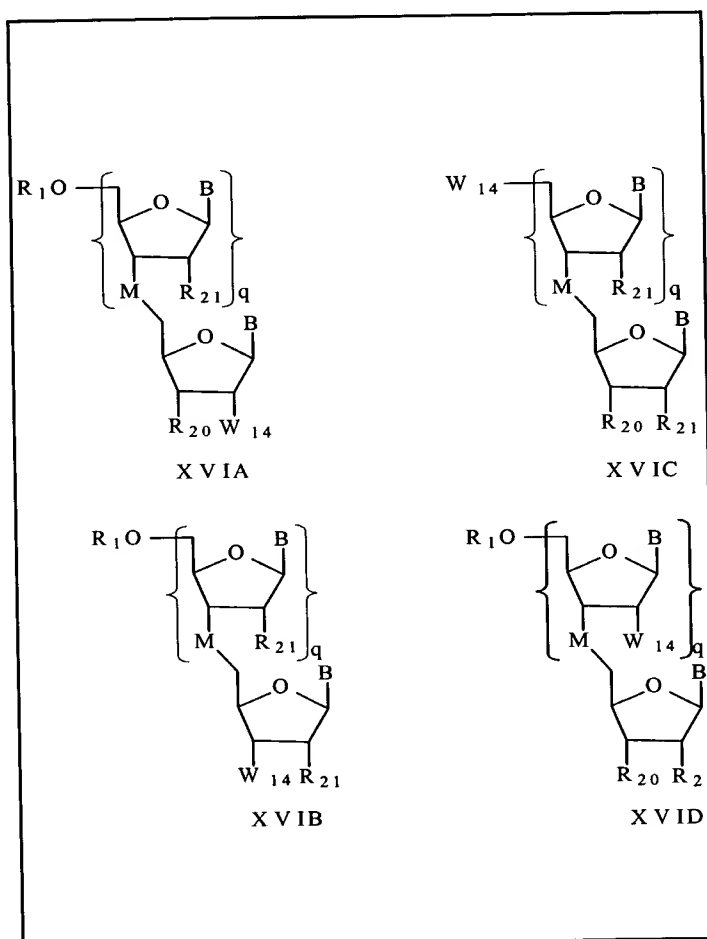 R1O B
O
M R21 q
B
O
R20 W14
XVIA
W14 B
O
M R21 q
B
O
R20 R21
XVIC
R1O B
O
M R21 q
B
O
W14 R21
XVIB
R1O B
O
M W14 q
B
O
R20 R2
XVID